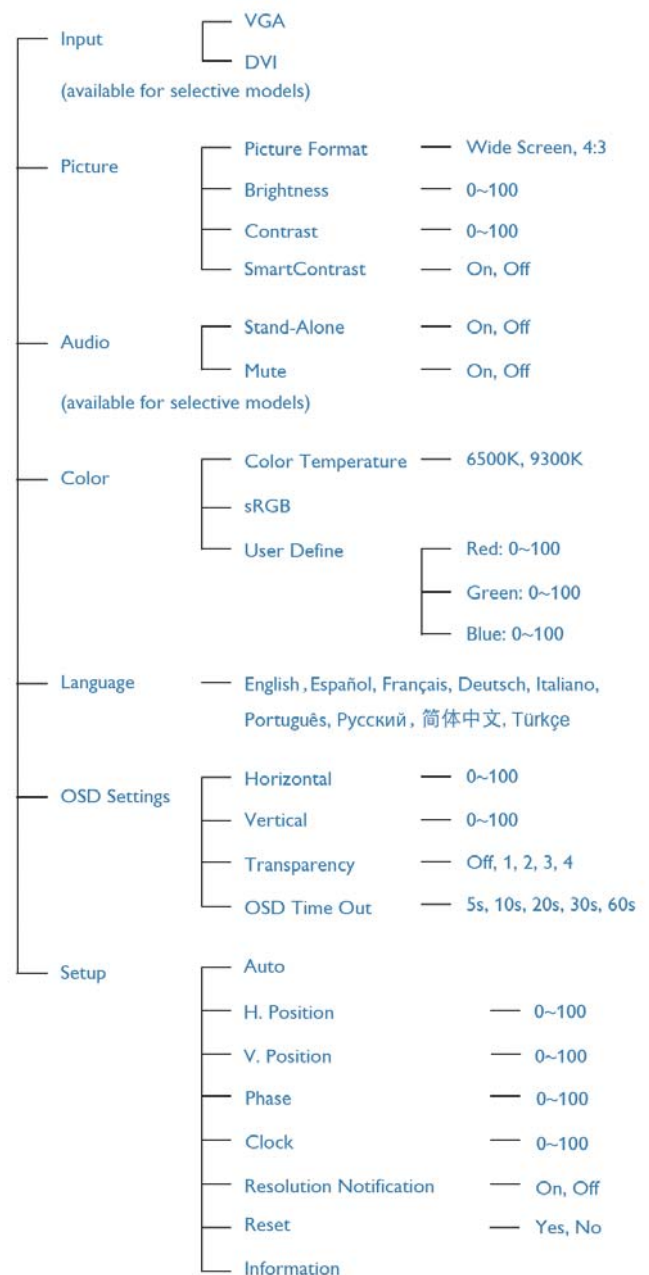 Input
VGA
DVI
(available for selective models)
Picture
Picture Format
Wide Screen, 4:3
Brightness
0~100
Contrast
0~100
SmartContrast
On, Off
Audio
Stand-Alone
On, Off
Mute
On, Off
(available for selective models)
Color
Color Temperature
6500K, 9300K
sRGB
User Define
Red: 0~100
Green: 0~100
Blue: 0~100
Language
English, Español, Français, Deutsch, Italiano,
Português, Русский, 简体中文, Türkçe
OSD Settings
Horizontal
0~100
Vertical
0~100
Transparency
Off, 1, 2, 3, 4
OSD Time Out
5s, 10s, 20s, 30s, 60s
Setup
Auto
H. Position
0~100
V. Position
0~100
Phase
0~100
Clock
0~100
Resolution Notification
On, Off
Reset
Yes, No
Information